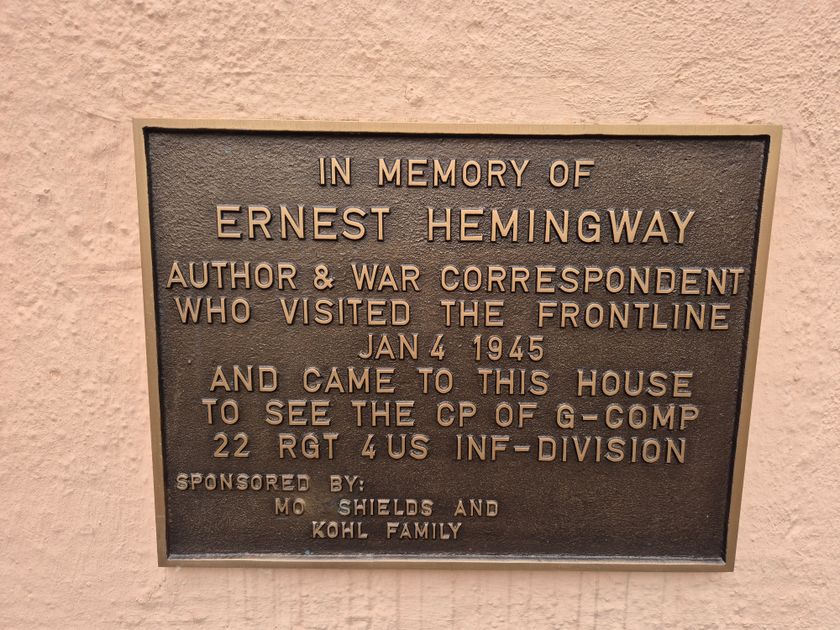 IN MEMORY OF
ERNEST HEMINGWAY
AUTHOR & WAR CORRESPONDENT
WHO VISITED THE FRONTLINE
JAN 4 1945
AND CAME TO THIS HOUSE
TO SEE THE CP OF G-COMP
22 RGT 4 US INF-DIVISION
SPONSORED BY:
MO SHIELDS AND
KOHL FAMILY